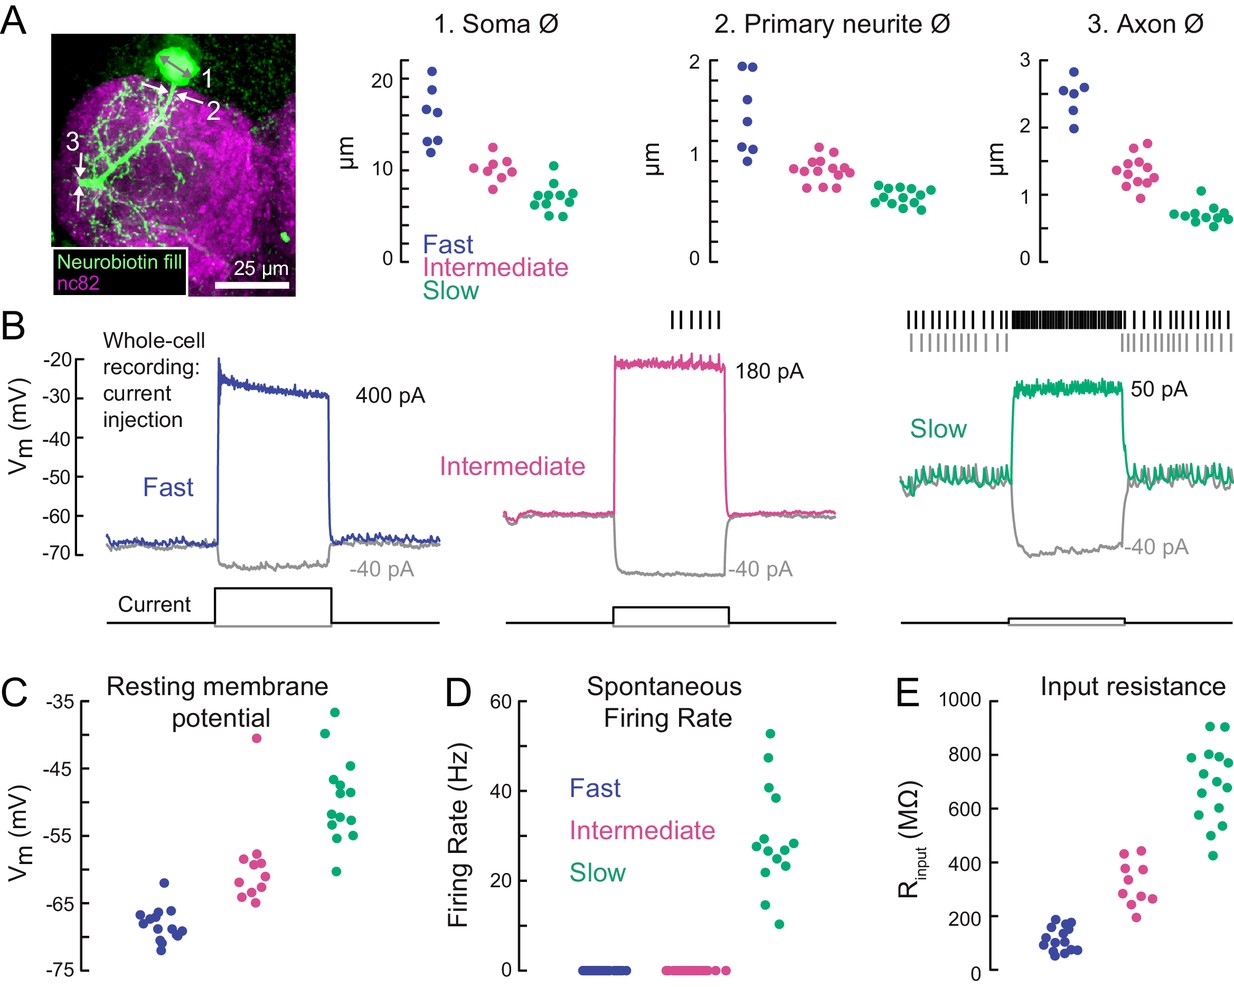 A
1. Soma Ø
2. Primary neurite Ø
3. Axon Ø
1
2
3
Neurobiotin fill
nc82
25 µm
µm
20
10
0
Fast
Intermediate
Slow
µm
2
1
0
µm
3
2
1
0
B
Whole-cell
recording:
current
injection
Vm (mV)
-20
-30
-40
-50
-60
-70
Fast
400 pA
-40 pA
Current
Intermediate
180 pA
-40 pA
Slow
50 pA
-40 pA
C
Resting membrane
potential
Vm (mV)
-35
-45
-55
-65
-75
D
Spontaneous
Firing Rate
Firing Rate (Hz)
60
40
20
0
Fast
Intermediate
Slow
E
Input resistance
Rinput (MΩ)
1000
800
600
400
200
0